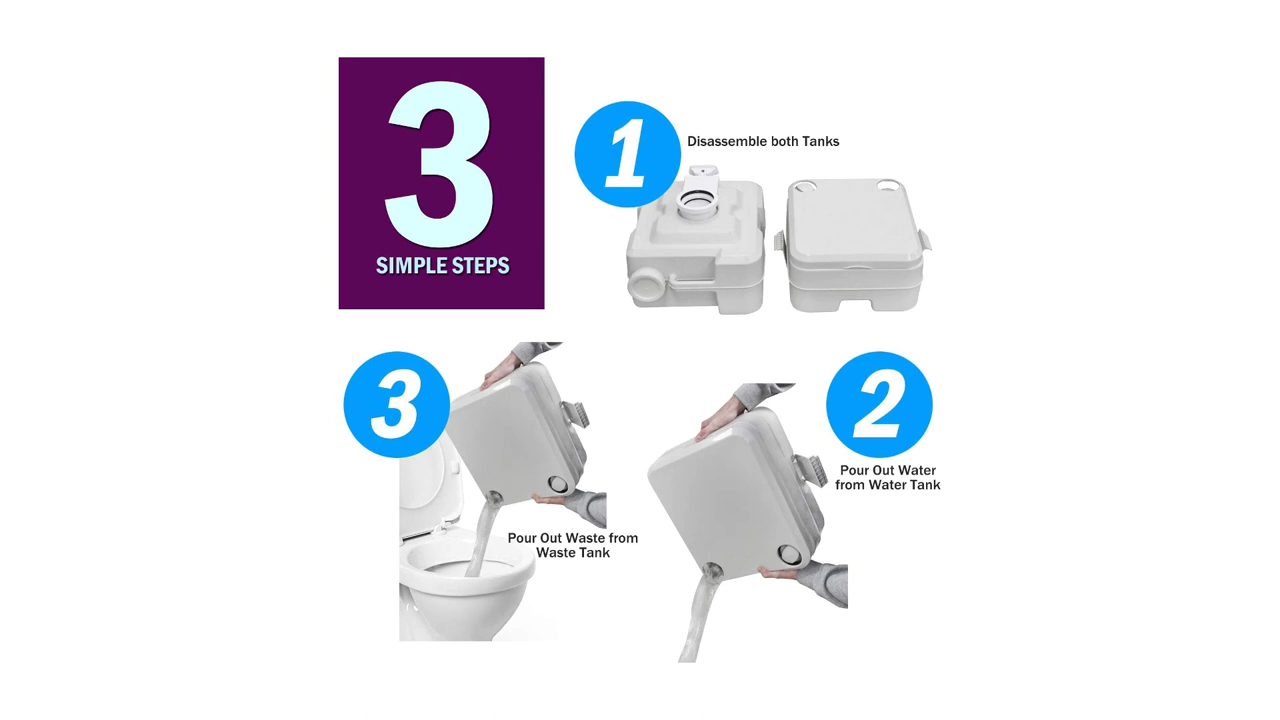 3
SIMPLE STEPS
1
Disassemble both Tanks
2
Pour Out Water
from Water Tank
3
Pour Out Waste from
Waste Tank